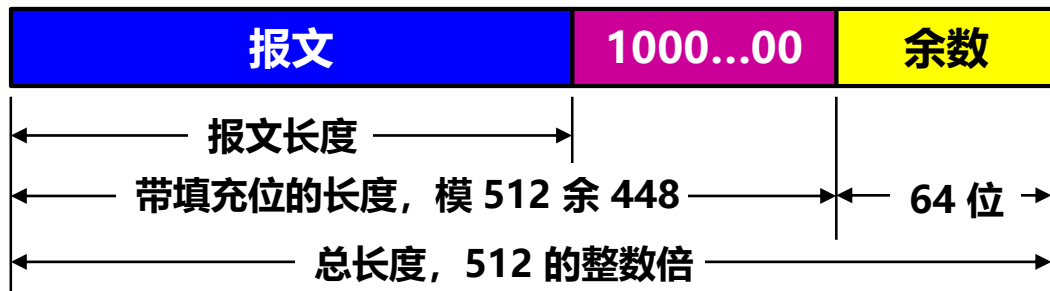 报文 1000...00 余数
报文长度
带填充位的长度，模 512 余 448 64 位
总长度，512 的整数倍